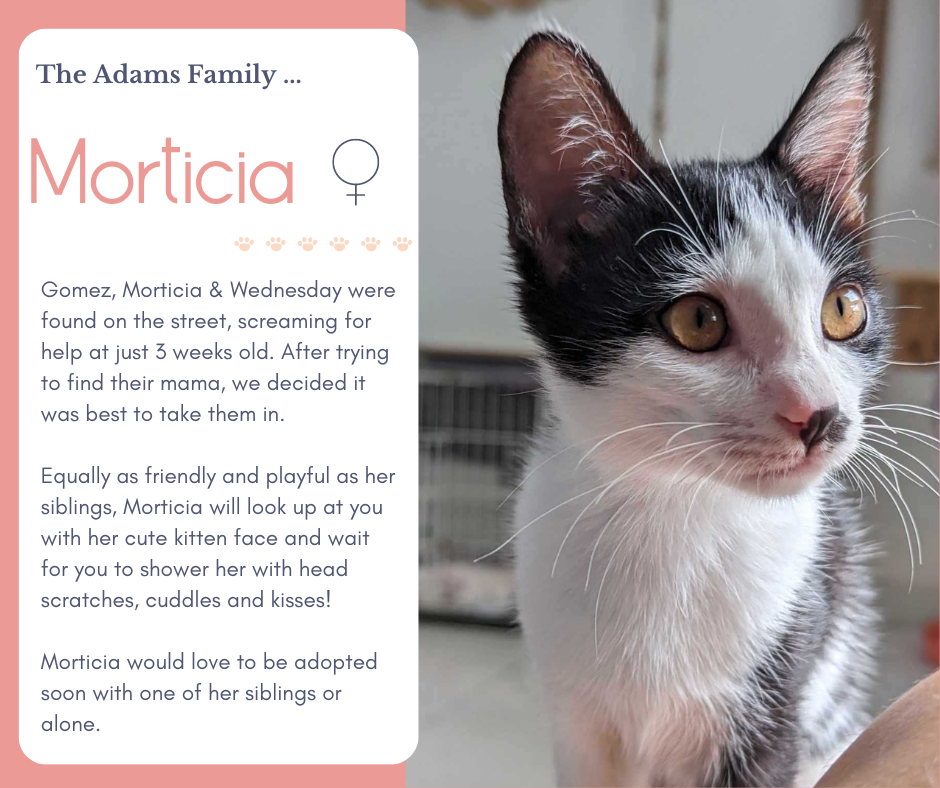 The Adams Family ...
Morticia ♀
Gomez, Morticia & Wednesday were
found on the street, screaming for
help at just 3 weeks old. After trying
to find their mama, we decided it
was best to take them in.
Equally as friendly and playful as her
siblings, Morticia will look up at you
with her cute kitten face and wait
for you to shower her with head
scratches, cuddles and kisses!
Morticia would love to be adopted
soon with one of her siblings or
alone.